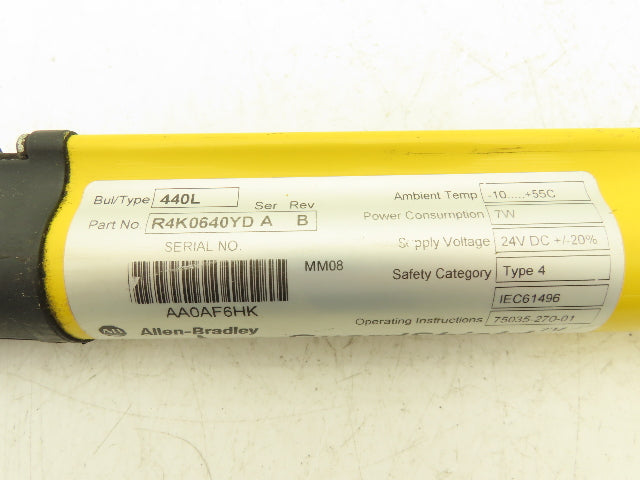 Bul/Type 440L
Ser Rev
Part No R4K0640YD A B
SERIAL NO.
MM08
AA0AF6HK
AB Allen-Bradley
Ambient Temp -10.....+55C
Power Consumption 7W
Supply Voltage 24V DC +/-20%
Safety Category Type 4
IEC61496
Operating Instructions 75035-270-01